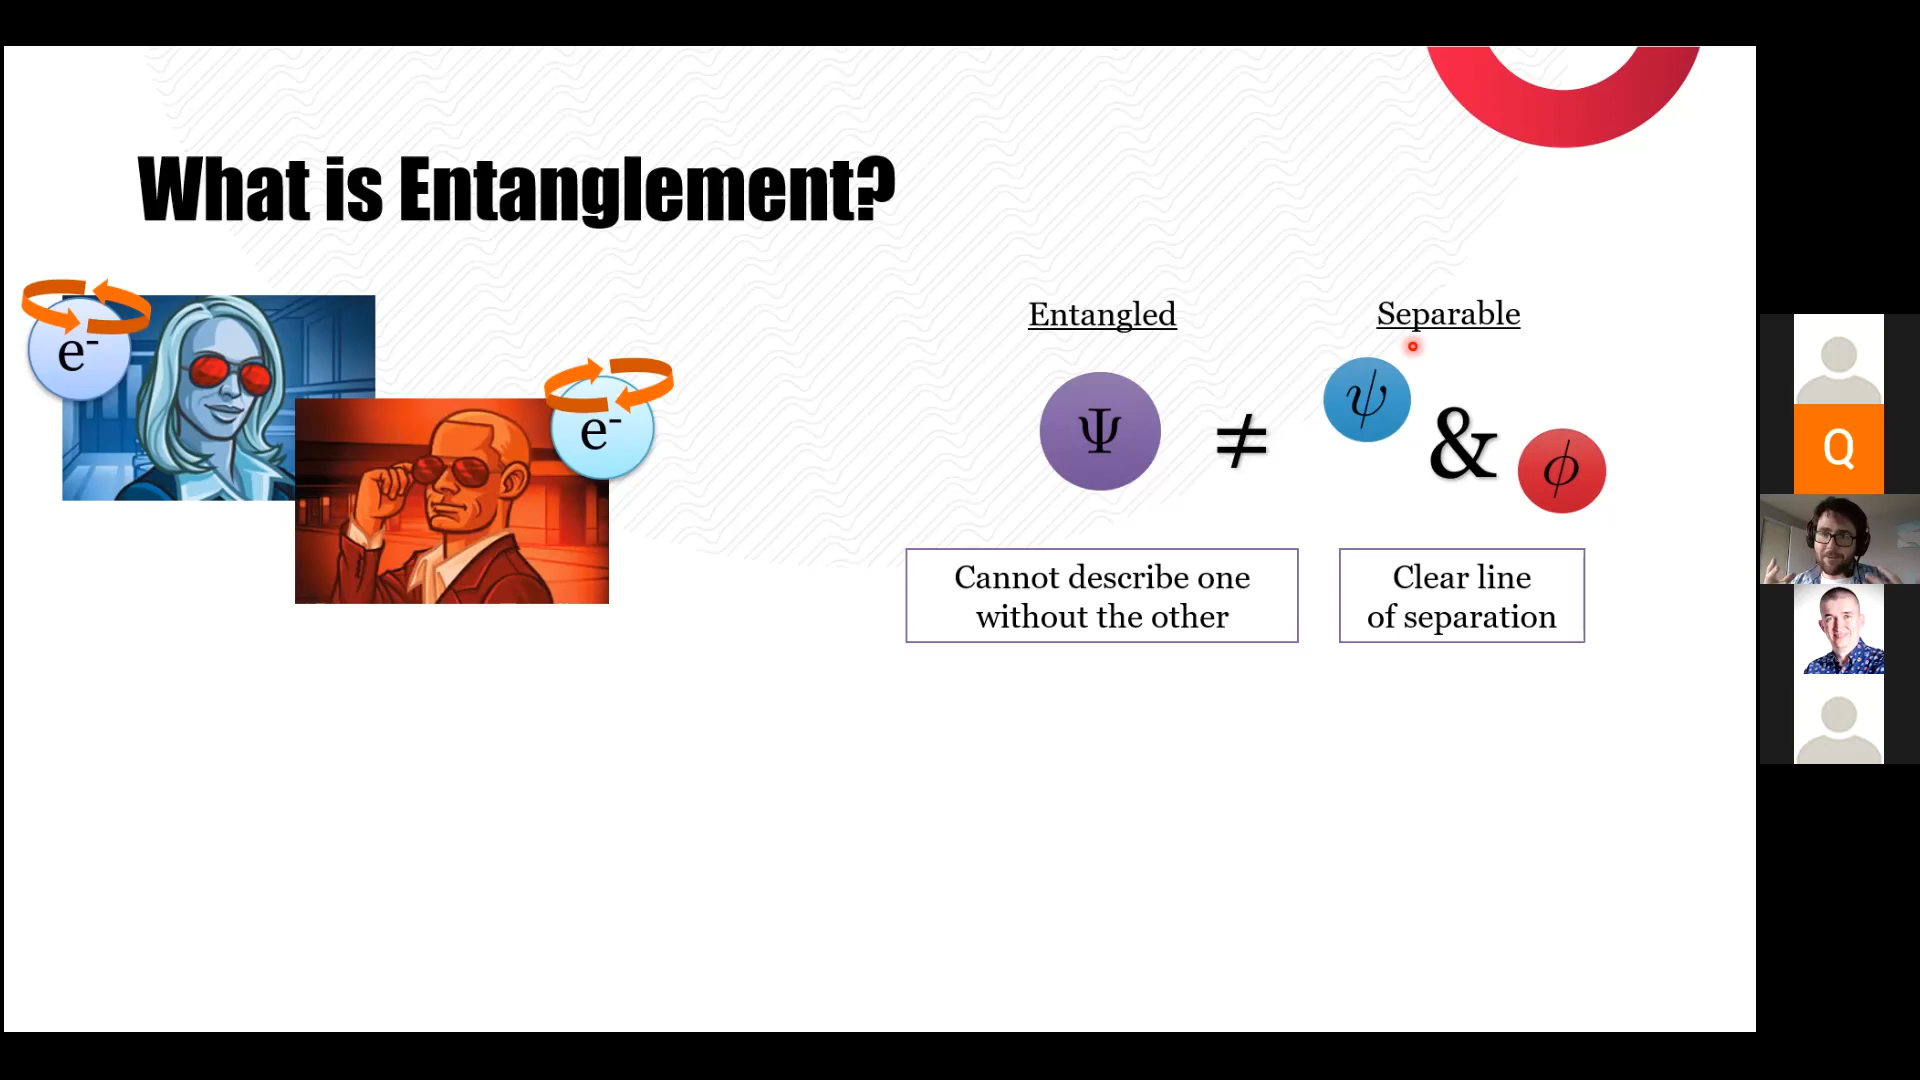 What is Entanglement?
e-
e-
Entangled
Separable
Ψ ≠ ψ & ϕ
Cannot describe one
without the other
Clear line
of separation
Q